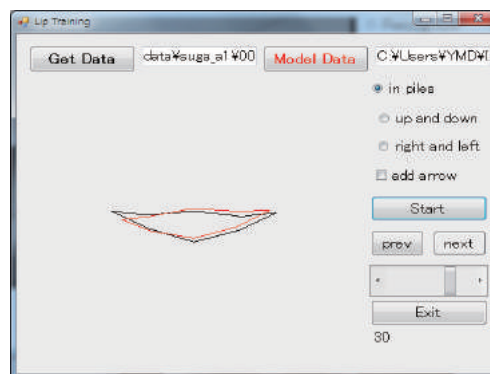 Lip Training
Get Data
data¥suga_a1¥00
Model Data
C:¥Users¥YMD¥
in piles
up and down
right and left
add arrow
Start
prev
next
Exit
30